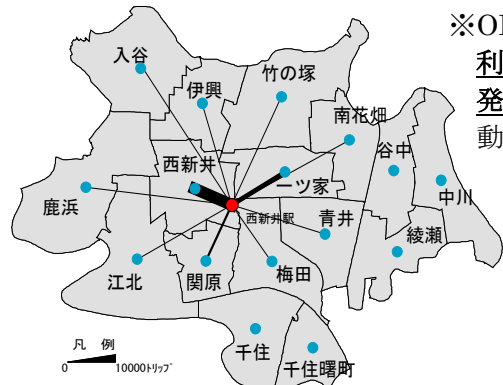 入谷
伊興
竹の塚
南花畑
谷中
中川
西新井
一ツ家
鹿浜
西新井駅
青井
綾瀬
江北
関原
梅田
千住
千住曙町
凡 例
0 10000トリップ
※O
利
発
動